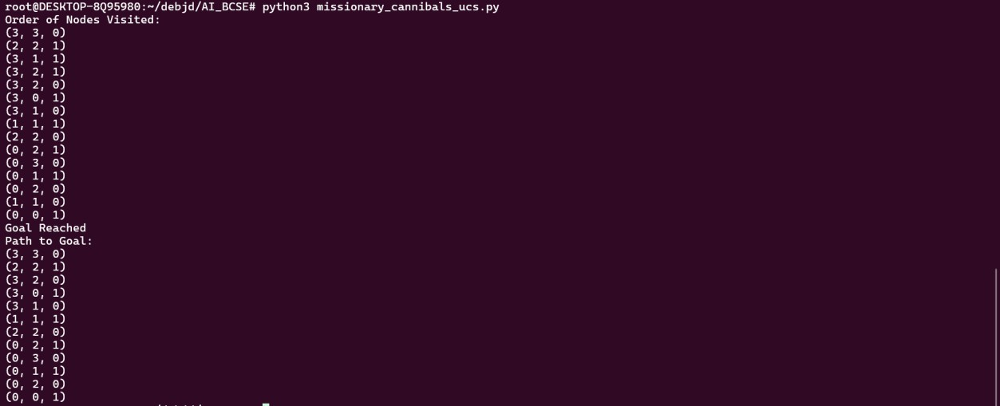 root@DESKTOP-8Q95980:~/debjd/AI_BCSE# python3 missionary_cannibals_ucs.py
Order of Nodes Visited:
(3, 3, 0)
(2, 2, 1)
(3, 1, 1)
(3, 2, 1)
(3, 2, 0)
(3, 0, 1)
(3, 1, 0)
(1, 1, 1)
(2, 2, 0)
(0, 2, 1)
(0, 3, 0)
(0, 1, 1)
(0, 2, 0)
(1, 1, 0)
(0, 0, 1)
Goal Reached
Path to Goal:
(3, 3, 0)
(2, 2, 1)
(3, 2, 0)
(3, 0, 1)
(3, 1, 0)
(1, 1, 1)
(2, 2, 0)
(0, 2, 1)
(0, 3, 0)
(0, 1, 1)
(0, 2, 0)
(0, 0, 1)